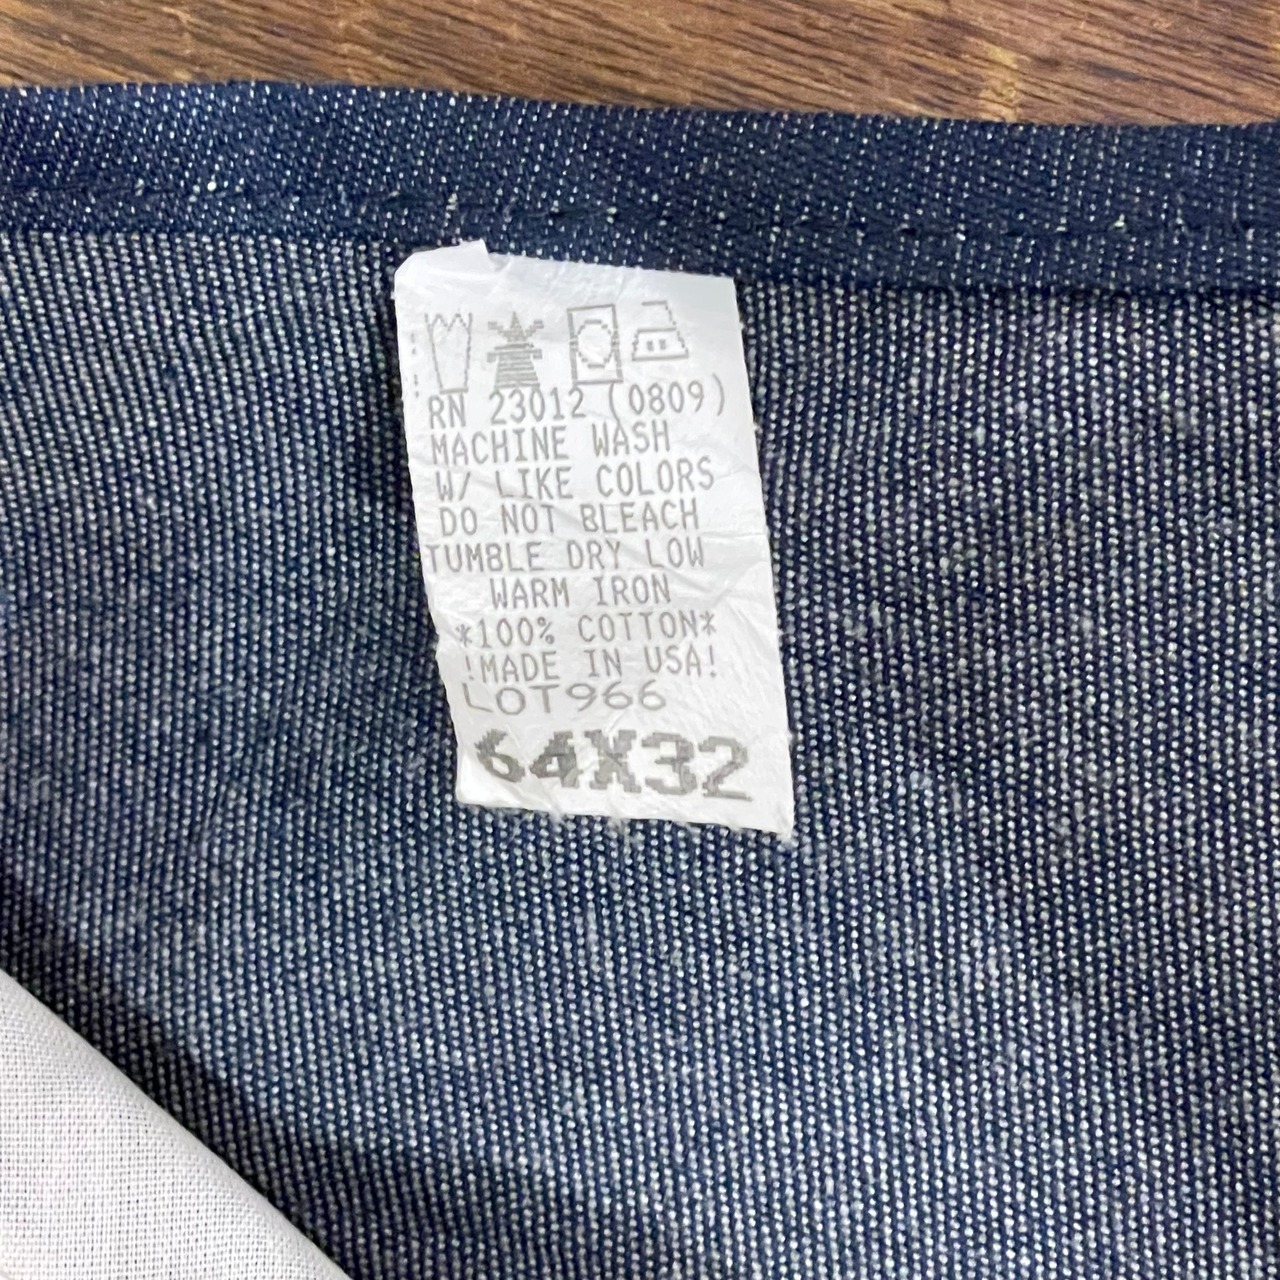 RN 23012 (0809)
MACHINE WASH
W/ LIKE COLORS
DO NOT BLEACH
TUMBLE DRY LOW
WARM IRON
*100% COTTON*
!MADE IN USA!
LOT966
64X32